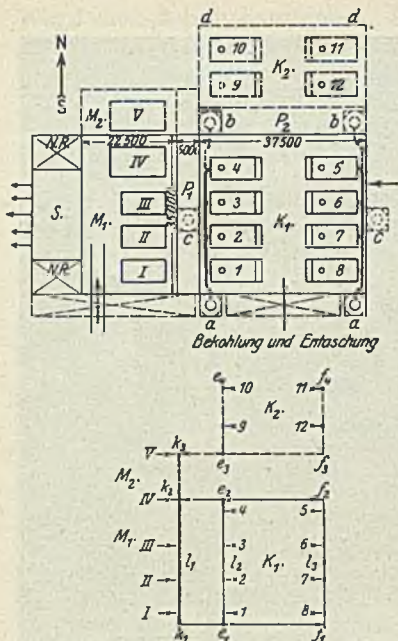 N
S
d d
10 K₂. 11
9 12
M₂. V b P₂ b
N.R. 22500 5000 37500
IV 4 5
S. M₁. III 35000 P₁ 3 K₁. 6
II c 2 7 c
N.R. I 1 8
a a
Bekohlung und Entaschung
e₄ 10 11 f₄
K₂.
9 12
V k₃ e₃ f₃
M₂.
IV k₂ e₂ f₂
4 5
M₁. III l₁ l₂ 3 K₁. 6 l₃
II 2 7
I 1 8
k₁ e₁ f₁